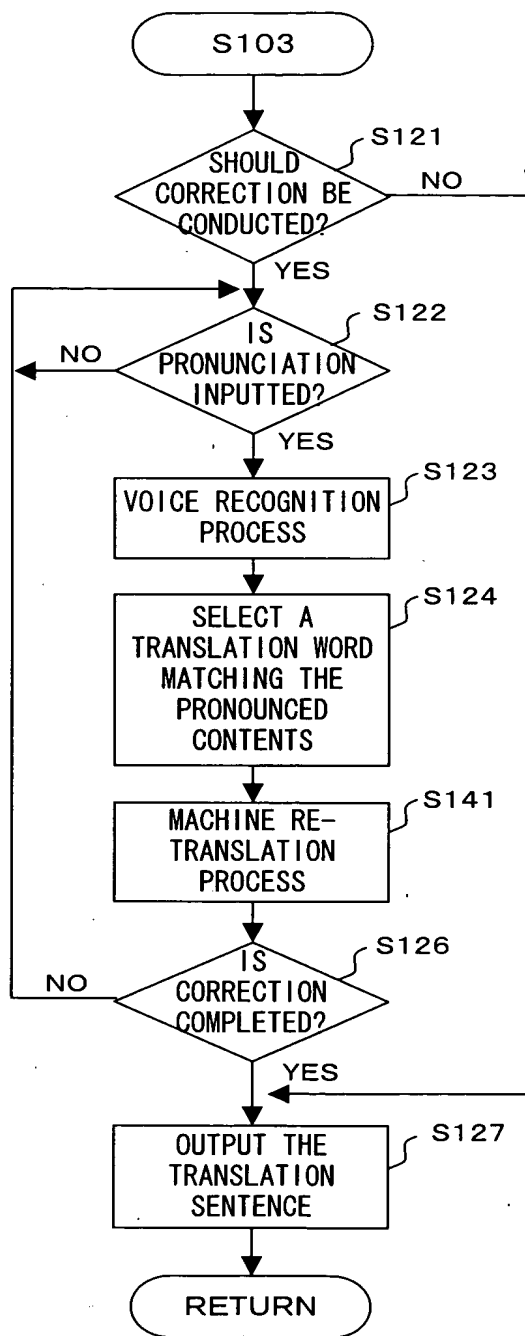 S103
S121
SHOULD
CORRECTION BE
CONDUCTED?
NO
YES
S122
IS
PRONUNCIATION
INPUTTED?
NO
YES
S123
VOICE RECOGNITION
PROCESS
S124
SELECT A
TRANSLATION WORD
MATCHING THE
PRONOUNCED
CONTENTS
S141
MACHINE RE-
TRANSLATION
PROCESS
S126
IS
CORRECTION
COMPLETED?
NO
YES
S127
OUTPUT THE
TRANSLATION
SENTENCE
RETURN